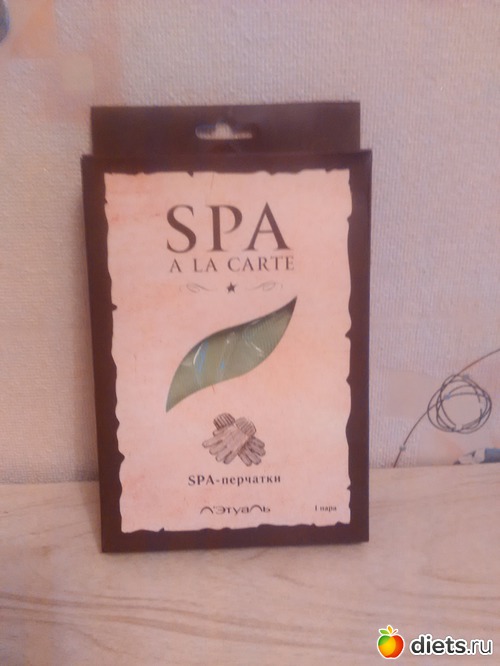 SPA
A LA CARTE
SPA-перчатки
Л'ЭТУАЛЬ
1 пара
diets.ru